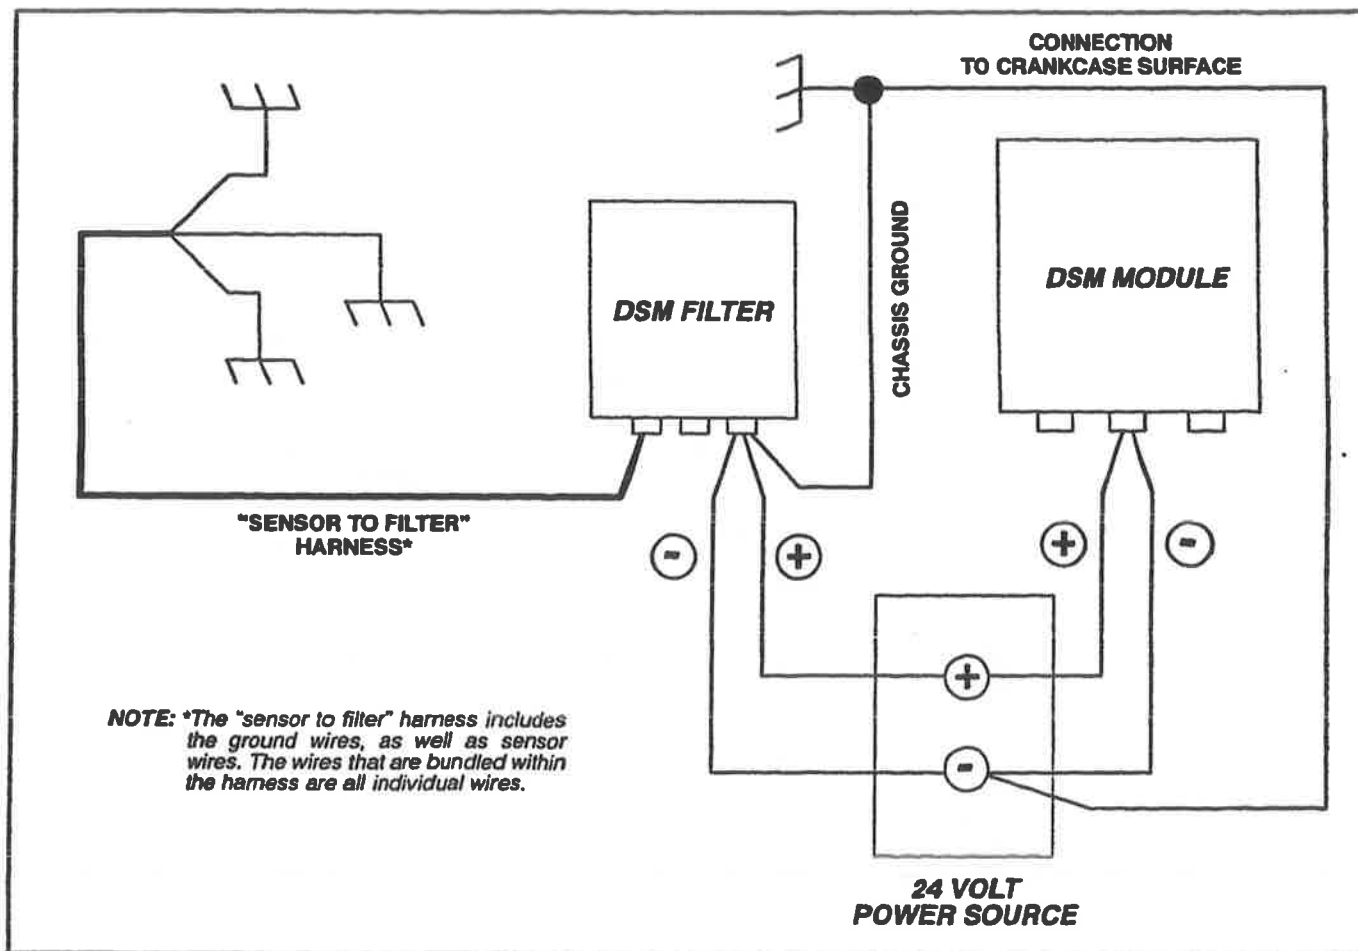 CONNECTION
TO CRANKCASE SURFACE
CHASSIS GROUND
DSM FILTER
DSM MODULE
"SENSOR TO FILTER"
HARNESS*
-
+
+
-
+
-
NOTE: *The "sensor to filter" harness includes
the ground wires, as well as sensor
wires. The wires that are bundled within
the harness are all individual wires.
24 VOLT
POWER SOURCE